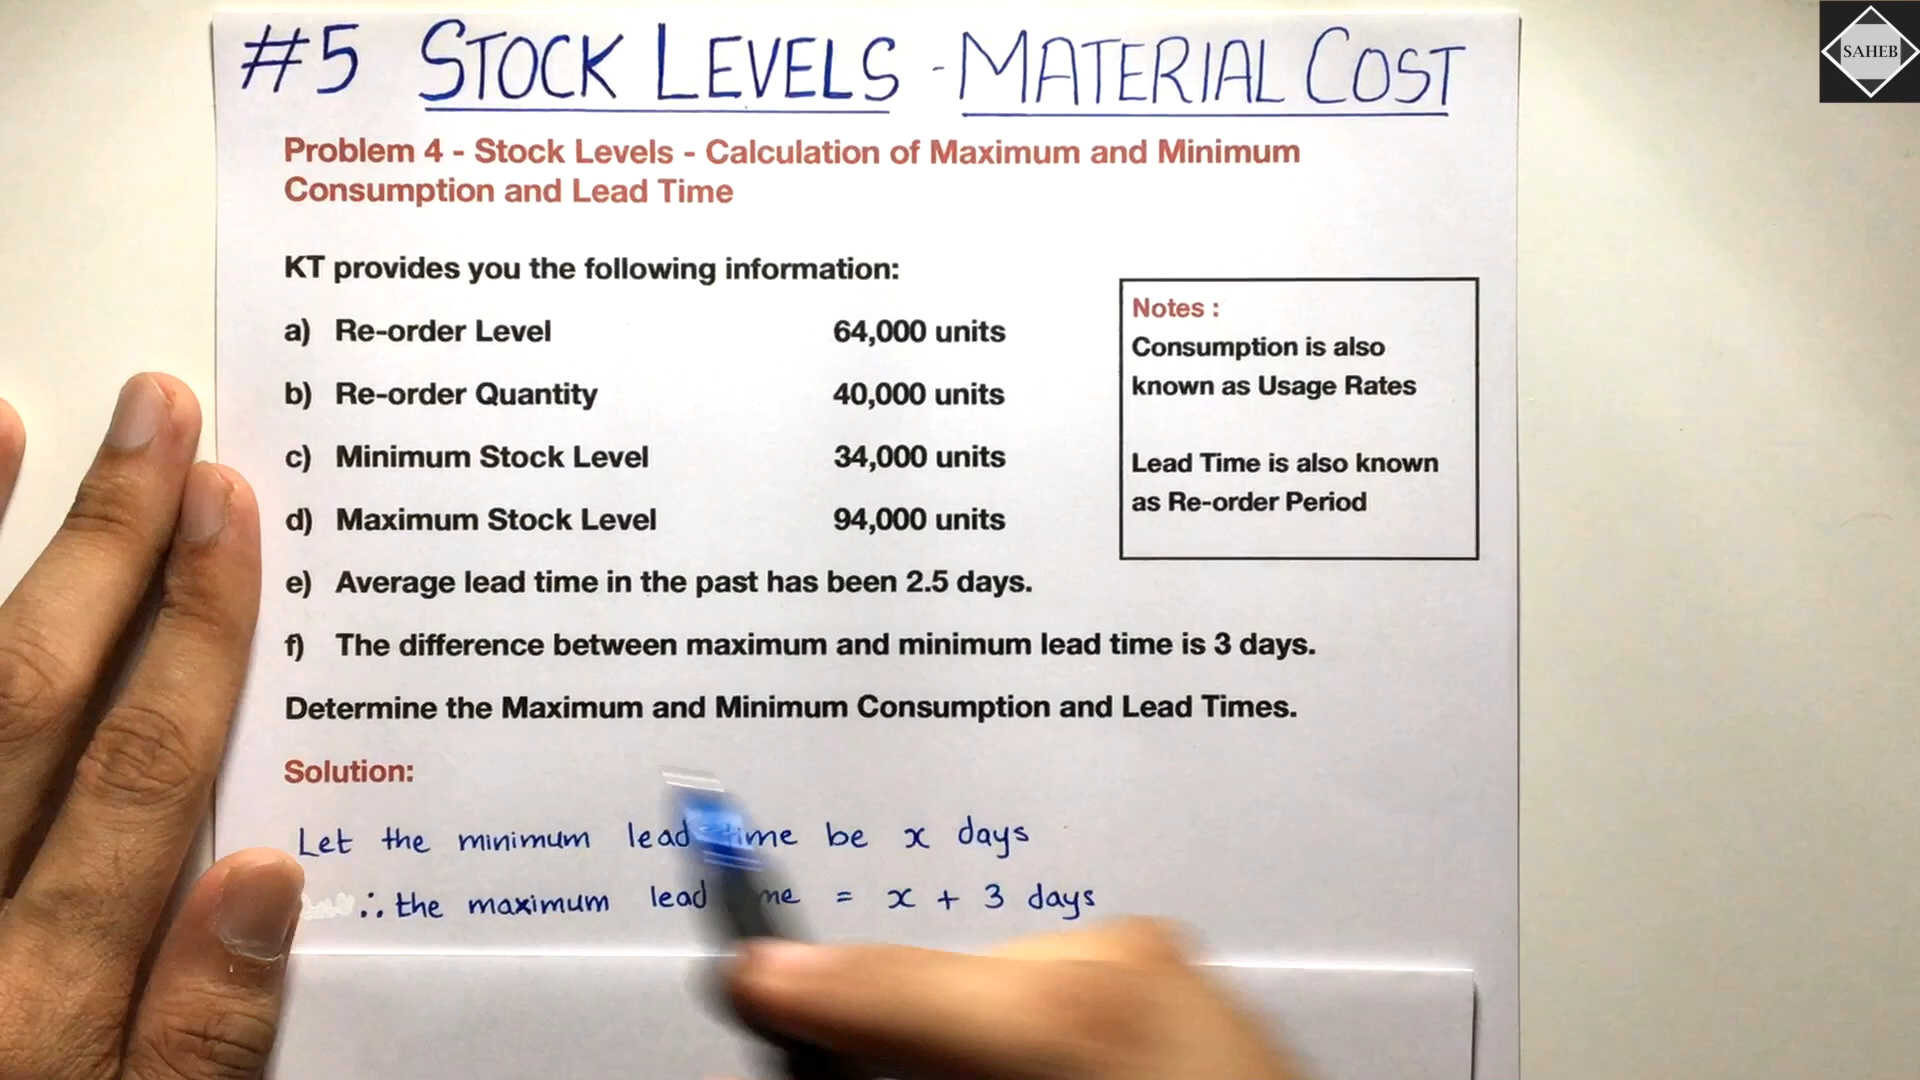 #5 STOCK LEVELS - MATERIAL COST
SAHEB
Problem 4 - Stock Levels - Calculation of Maximum and Minimum
Consumption and Lead Time
KT provides you the following information:
a) Re-order Level 64,000 units
b) Re-order Quantity 40,000 units
c) Minimum Stock Level 34,000 units
d) Maximum Stock Level 94,000 units
Notes :
Consumption is also
known as Usage Rates
Lead Time is also known
as Re-order Period
e) Average lead time in the past has been 2.5 days.
f) The difference between maximum and minimum lead time is 3 days.
Determine the Maximum and Minimum Consumption and Lead Times.
Solution:
Let the minimum lead time be x days
∴ the maximum lead = x + 3 days